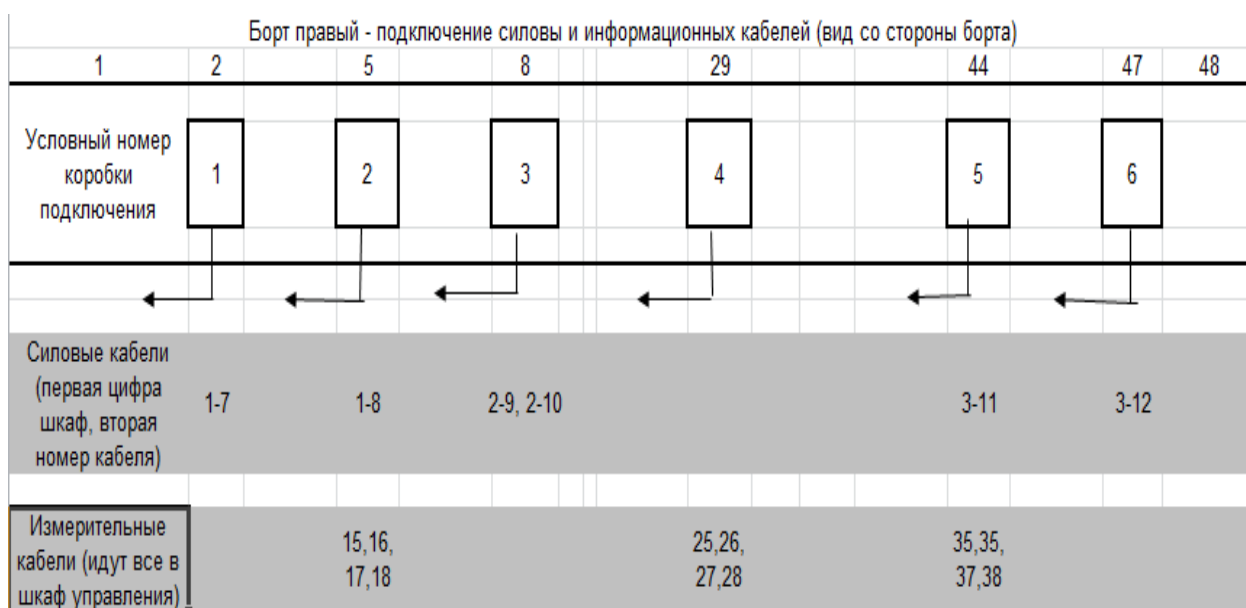 Борт правый - подключение силовы и информационных кабелей (вид со стороны борта)
1 2 5 8 29 44 47 48
Условный номер
коробки
подключения
1 2 3 4 5 6
Силовые кабели
(первая цифра
шкаф, вторая
номер кабеля)
1-7 1-8 2-9, 2-10 3-11 3-12
Измерительные
кабели (идут все в
шкаф управления)
15,16,
17,18
25,26,
27,28
35,35,
37,38